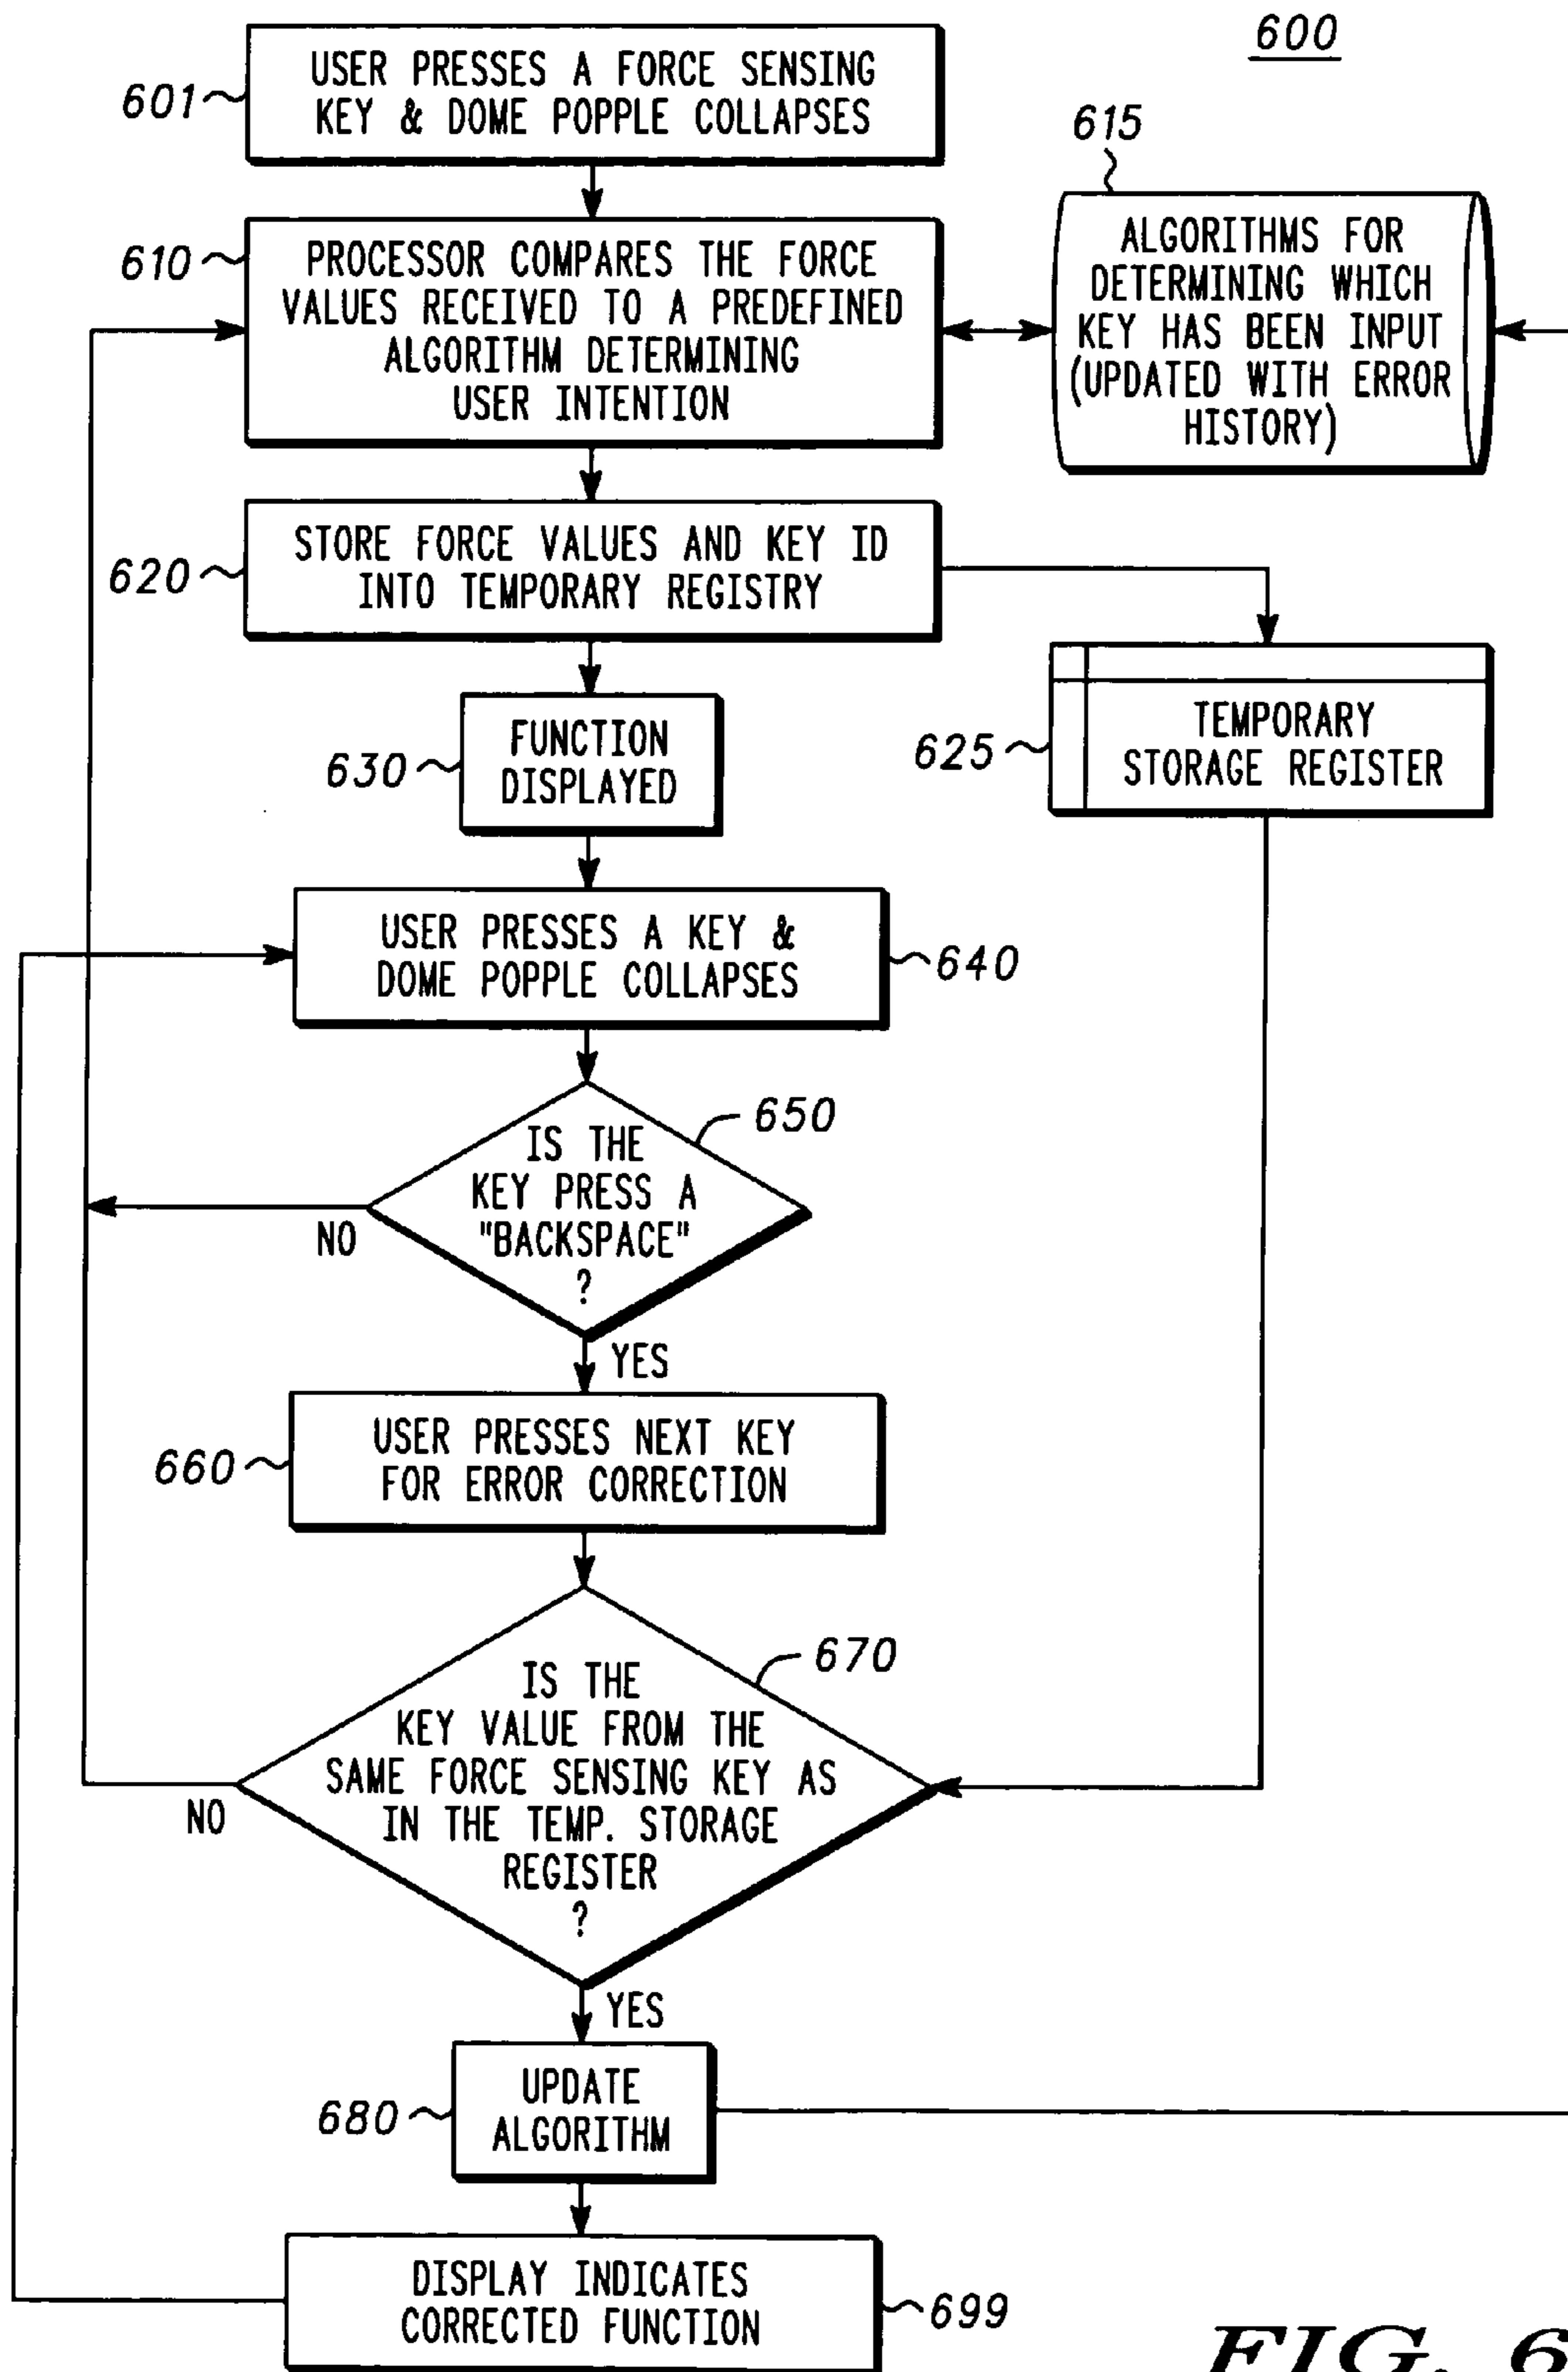 600
USER PRESSES A FORCE SENSING
KEY & DOME POPPLE COLLAPSES
601
615
PROCESSOR COMPARES THE FORCE
VALUES RECEIVED TO A PREDEFINED
ALGORITHM DETERMINING
USER INTENTION
610
ALGORITHMS FOR
DETERMINING WHICH
KEY HAS BEEN INPUT
(UPDATED WITH ERROR
HISTORY)
STORE FORCE VALUES AND KEY ID
INTO TEMPORARY REGISTRY
620
TEMPORARY
STORAGE REGISTER
625
FUNCTION
DISPLAYED
630
USER PRESSES A KEY &
DOME POPPLE COLLAPSES
640
650
IS THE
KEY PRESS A
"BACKSPACE"
?
NO
YES
USER PRESSES NEXT KEY
FOR ERROR CORRECTION
660
670
IS THE
KEY VALUE FROM THE
SAME FORCE SENSING KEY AS
IN THE TEMP. STORAGE
REGISTER
?
NO
YES
UPDATE
ALGORITHM
680
DISPLAY INDICATES
CORRECTED FUNCTION
699
FIG. 6